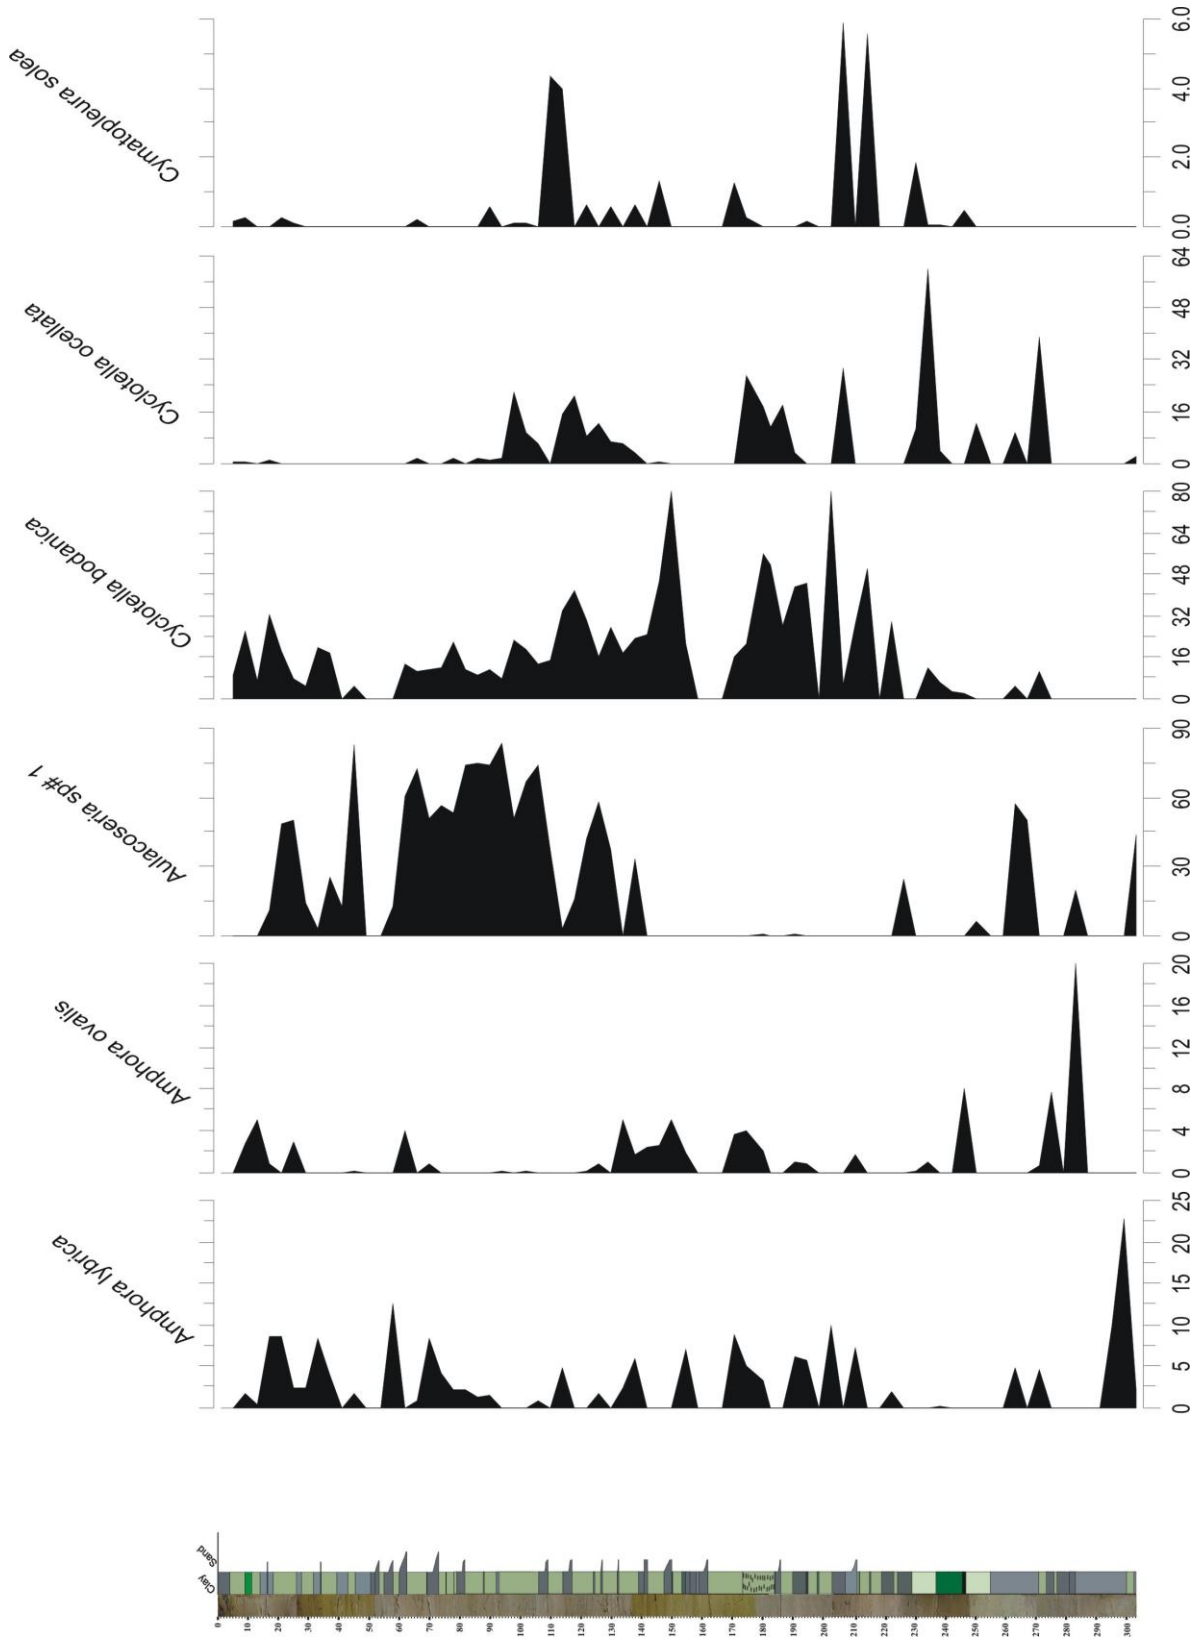 Cymatopleura solea
0.0 2.0 4.0 6.0
Cyclotella ocellata
0 16 32 48 64
Cyclotella bodanica
0 16 32 48 64 80
Aulacoseria sp# 1
0 30 60 90
Amphora ovalis
0 4 8 12 16 20
Amphora lybrica
0 5 10 15 20 25
Sand
Clay
0 10 20 30 40 50 60 70 80 90 100 110 120 130 140 150 160 170 180 190 200 210 220 230 240 250 260 270 280 290 300